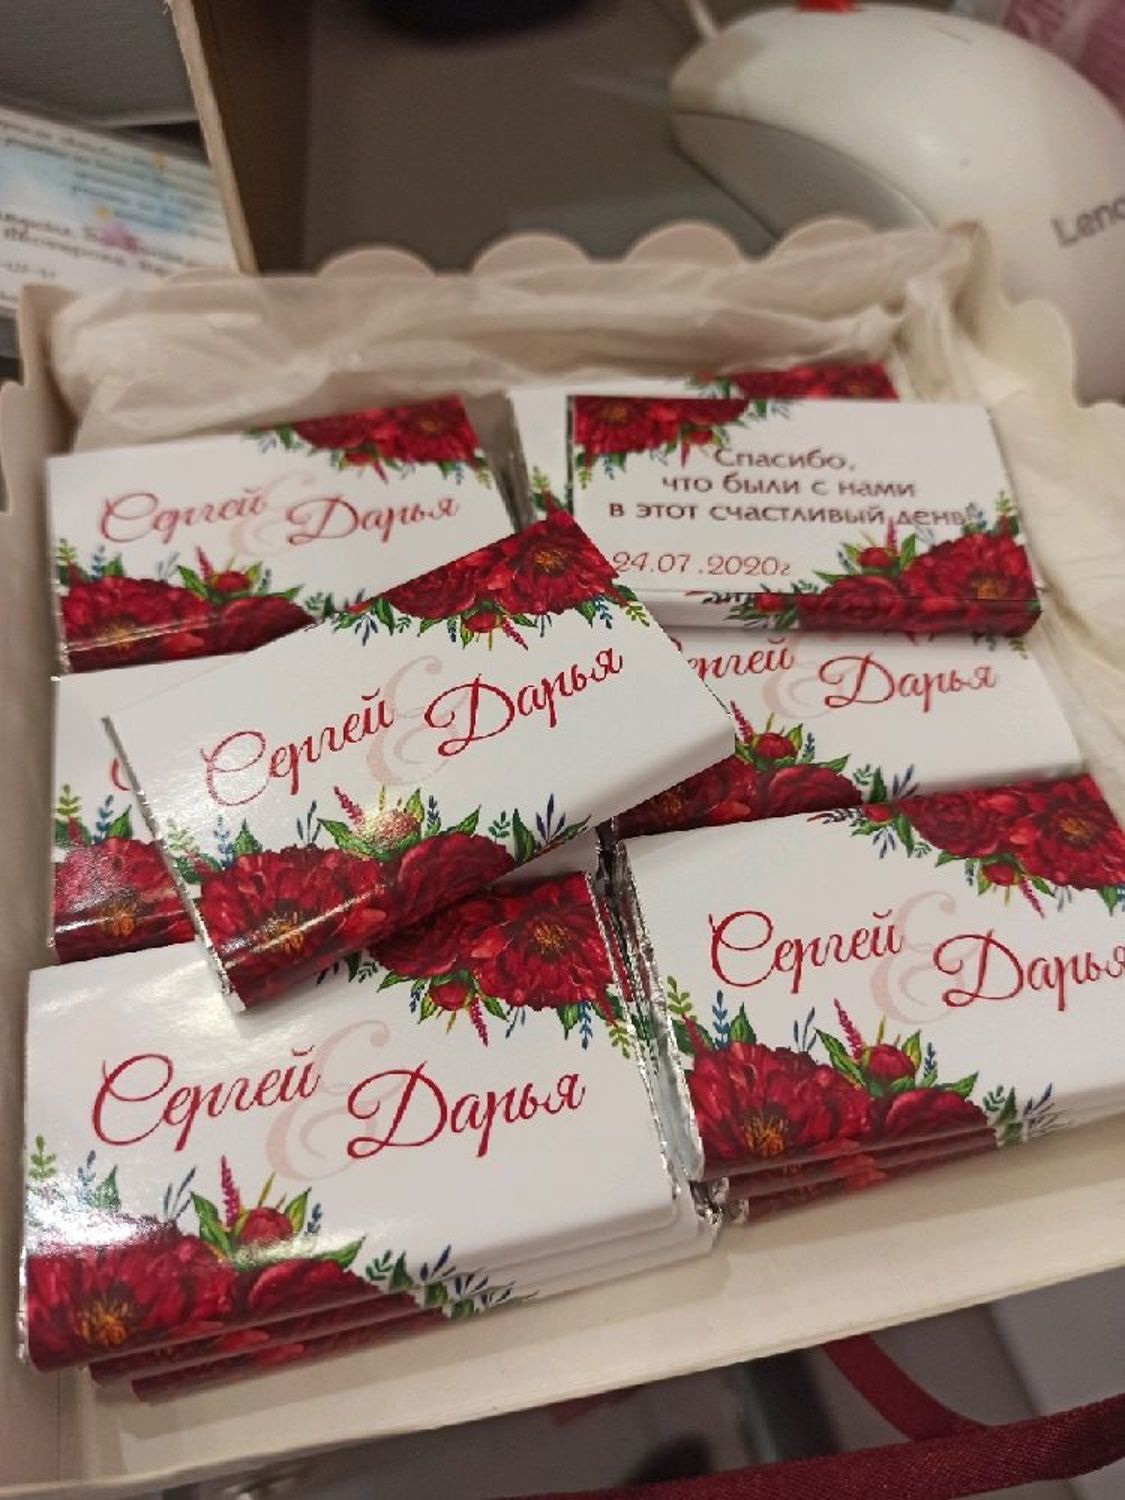 Сергей & Дарья
Спасибо,
что были с нами
в этот счастливый день
24.07.2020г
Сергей & Дарья
ергей & Дарья
Сергей & Дарья
Сергей & Дарья
Leno